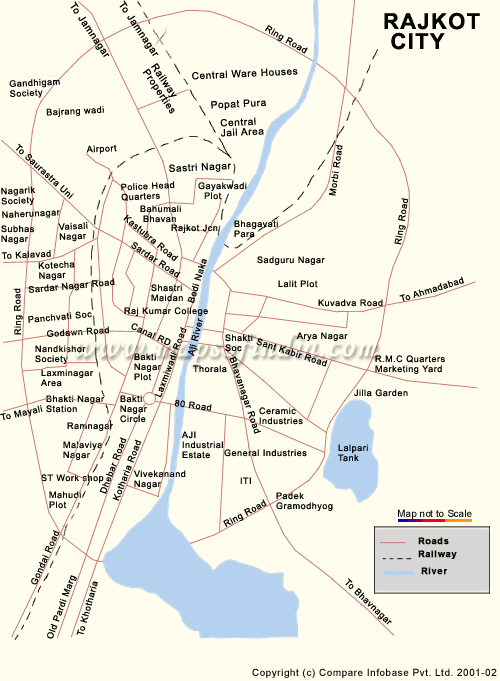 RAJKOT
CITY
To Jamnagar
To Jamnagar
Ring Road
Railway
Properties
Central Ware Houses
Gandhigam
Society
Popat Pura
Bajrang wadi
Central
Jail Area
Airport
To Saurastra Uni
Sastri Nagar
Morbi Road
Police Head
Quarters
Gayakwadi
Plot
Nagarik
Society
Naherunagar
Bahumali
Bhavan
Ring Road
Subhas
Nagar
Vaisali
Nagar
Kasturba Road
Rajkot Jcn
Bhagavati
Para
Sardar Road
To Kalavad
Sadguru Nagar
Kotecha
Nagar
Badi Naka
Lalit Plot
Sardar Nagar Road
Shastri
Maidan
To Ahmadabad
Kuvadva Road
Ring Road
Panchvati Soc
Raj Kumar College
Godown Road
Canal RD
Aji River
Shakti
Soc
Arya Nagar
Sant Kabir Road
www.mapsofindia.com
Nandkishor
Society
Laxmiwadi Road
Bakti
Nagar
Plot
Thorala
R.M.C Quarters
Marketing Yard
Laxminagar
Area
Bhavanagar Road
Jilla Garden
Bhakti Nagar
Station
Bakti
Nagar
Circle
80 Road
To Mayali
Ceramic
Industries
Ramnagar
Malaviya
Nagar
AJI
Industrial
Estate
General Industries
Lalpari
Tank
Dhebar Road
Kotharia Road
ST Work shop
Vivekanand
Nagar
ITI
Mahudi
Plot
Padek
Gramodhyog
Ring Road
Map not to Scale
Roads
Railway
River
Gondal Road
Old Pardi Marg
To Khotharia
To Bhavnagar
Copyright (c) Compare Infobase Pvt. Ltd. 2001-02